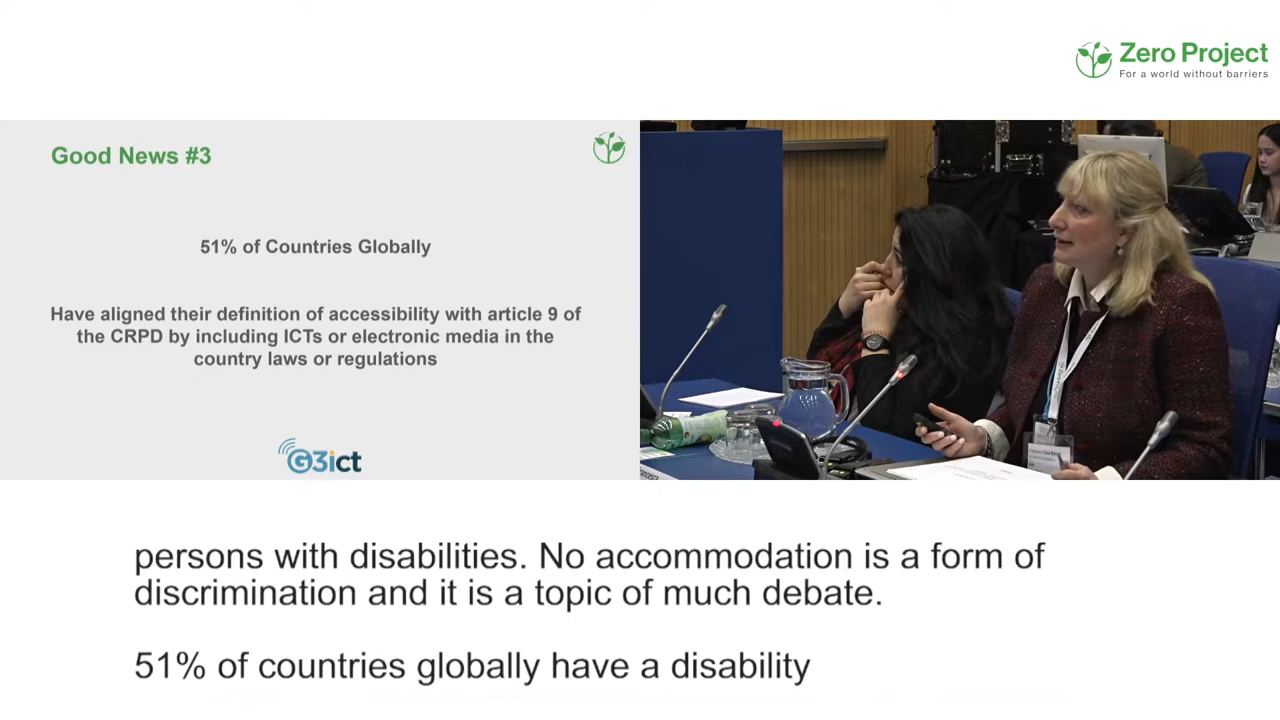 Zero Project
For a world without barriers
Good News #3
51% of Countries Globally
Have aligned their definition of accessibility with article 9 of
the CRPD by including ICTs or electronic media in the
country laws or regulations
G3ict
persons with disabilities. No accommodation is a form of
discrimination and it is a topic of much debate.
51% of countries globally have a disability